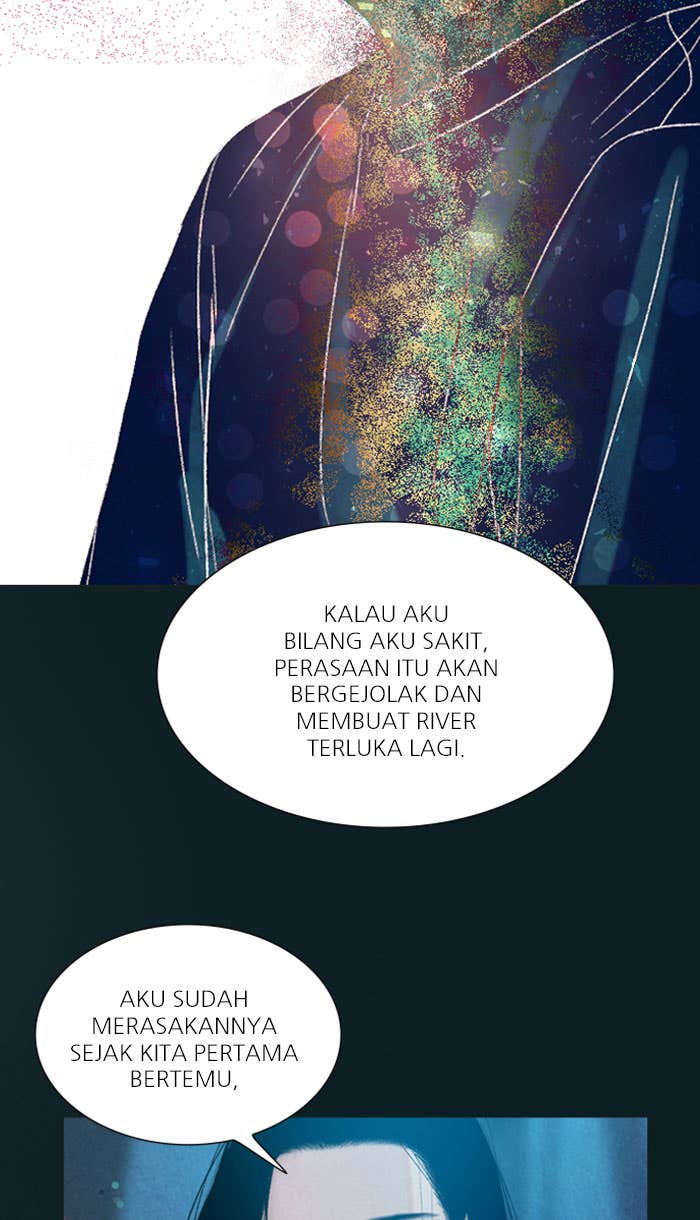 KALAU AKU
BILANG AKU SAKIT,
PERASAAN ITU AKAN
BERGEJOLAK DAN
MEMBUAT RIVER
TERLUKA LAGI.
AKU SUDAH
MERASAKANNYA
SEJAK KITA PERTAMA
BERTEMU,